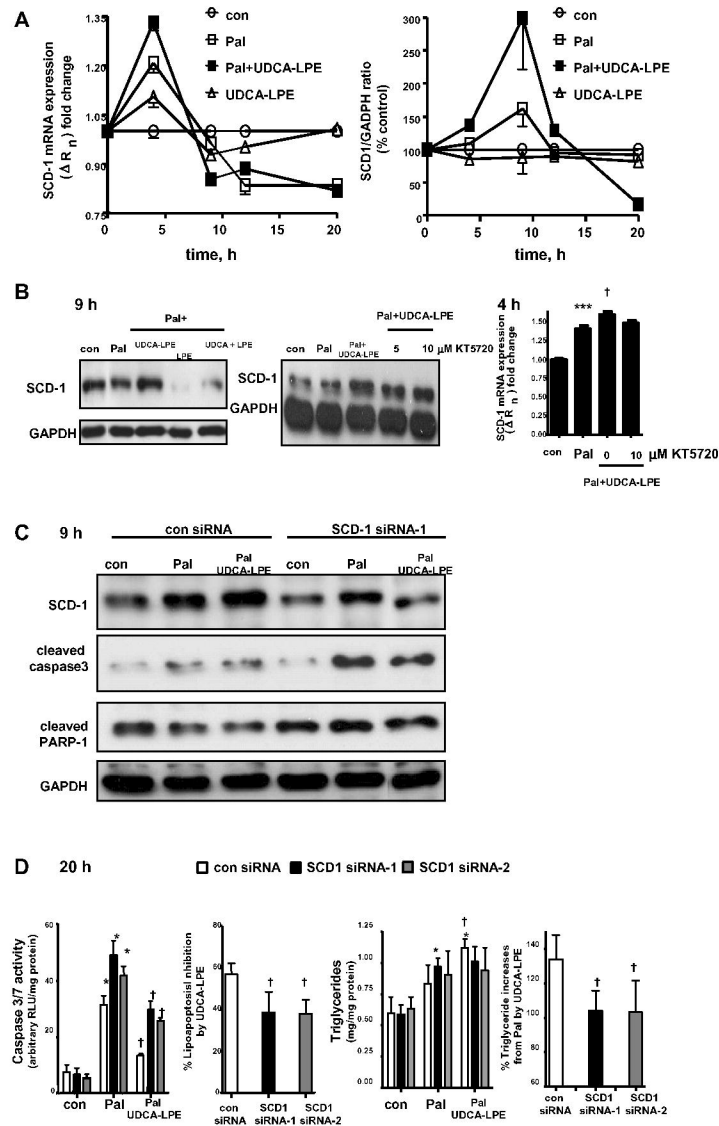 A
SCD-1 mRNA expression
(Δ Rn) fold change
1.35
1.20
1.05
0.90
0.75
0 5 10 15 20
time, h
con
Pal
Pal+UDCA-LPE
UDCA-LPE
SCD1/GADPH ratio
(% control)
300
250
200
150
100
50
0
0 5 10 15 20
time, h
con
Pal
Pal+UDCA-LPE
UDCA-LPE
B
9 h
Pal+
con Pal UDCA-LPE LPE UDCA + LPE
SCD-1
GAPDH
Pal+UDCA-LPE
con Pal Pal+ UDCA-LPE 5 10 μM KT5720
SCD-1
GAPDH
4 h
SCD-1 mRNA expression
(Δ Rn) fold change
1.50
1.25
1.00
0.75
0.50
0.25
0.00
*** †
con Pal 0 10 μM KT5720
Pal+UDCA-LPE
C
9 h
con siRNA SCD-1 siRNA-1
con Pal Pal UDCA-LPE con Pal Pal UDCA-LPE
SCD-1
cleaved
caspase3
cleaved
PARP-1
GAPDH
D
20 h
con siRNA SCD1 siRNA-1 SCD1 siRNA-2
Caspase 3/7 activity
(arbitrary RLU/mg protein)
60
40
20
0
* * * † † †
con Pal Pal UDCA-LPE
% Lipoapoptosisl nhibition
by UDCA-LPE
80
60
40
20
0
† †
con siRNA SCD1 siRNA-1 SCD1 siRNA-2
Triglycerides
(mg/mg protein)
1.25
1.00
0.75
0.50
0.25
0.00
* † *
con Pal Pal UDCA-LPE
% Triglyceride increases
from Pal by UDCA-LPE
140
120
100
80
60
† †
con siRNA SCD1 siRNA-1 SCD1 siRNA-2